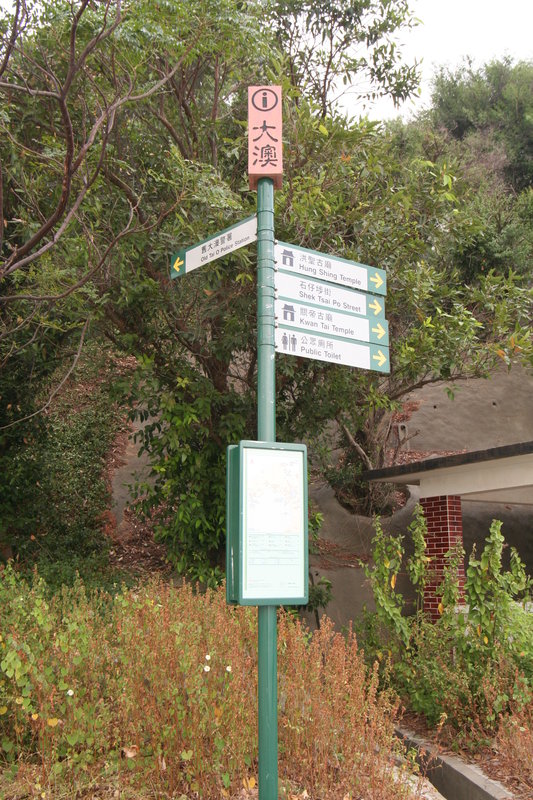 大澳
舊大澳警署
Old Tai O Police Station
洪聖古廟
Hung Shing Temple
石仔埗街
Shek Tsai Po Street
關帝古廟
Kwan Tai Temple
公眾廁所
Public Toilet